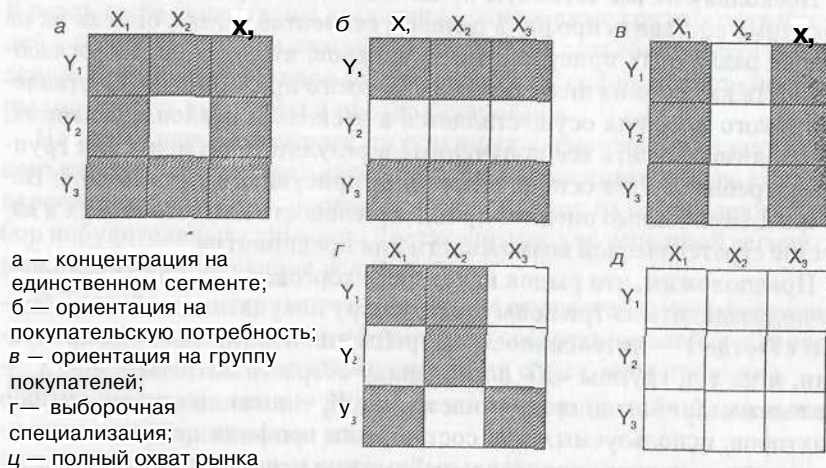 а X₁ X₂ X,
Y₁
Y₂
Y₃
б X, X₂ X₃
Y,
Y₂
Y₃
в X₁ X₂ X,
Y₁
Y₂
Y₃
а — концентрация на
единственном сегменте;
б — ориентация на
покупательскую потребность;
в — ориентация на группу
покупателей;
г — выборочная
специализация;
ц — полный охват рынка
г X₁ X₂ X₃
Y₁
Y₂
у₃
д X₁ X₂ X₃
Y₁
Y₂
Y₃